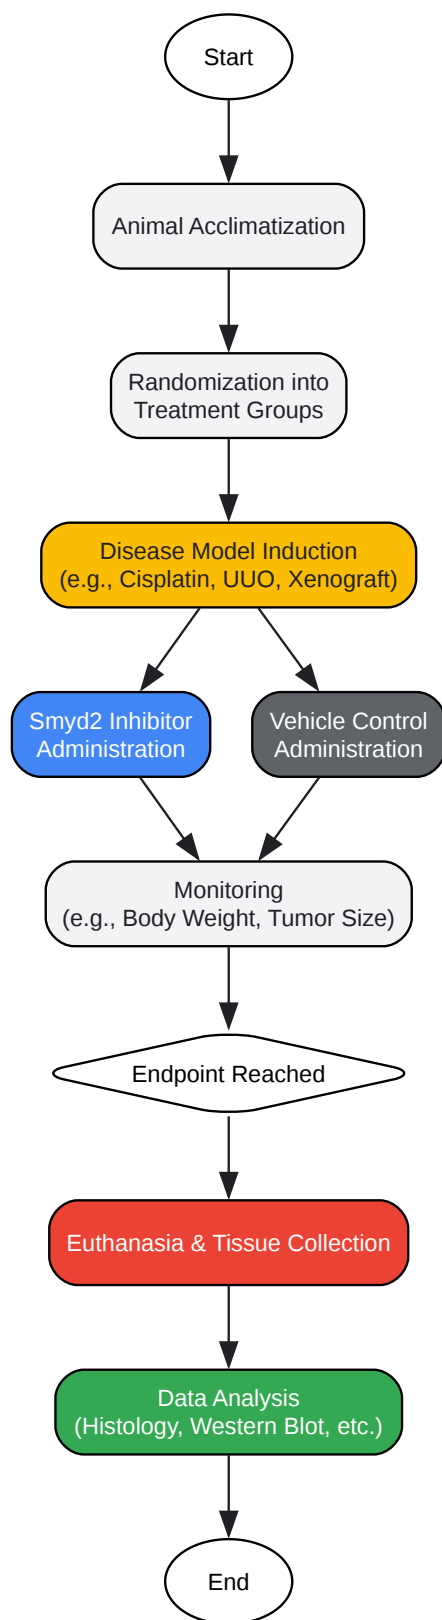 Start
Animal Acclimatization
Randomization into
Treatment Groups
Disease Model Induction
(e.g., Cisplatin, UUO, Xenograft)
Smyd2 Inhibitor
Administration
Vehicle Control
Administration
Monitoring
(e.g., Body Weight, Tumor Size)
Endpoint Reached
Euthanasia & Tissue Collection
Data Analysis
(Histology, Western Blot, etc.)
End